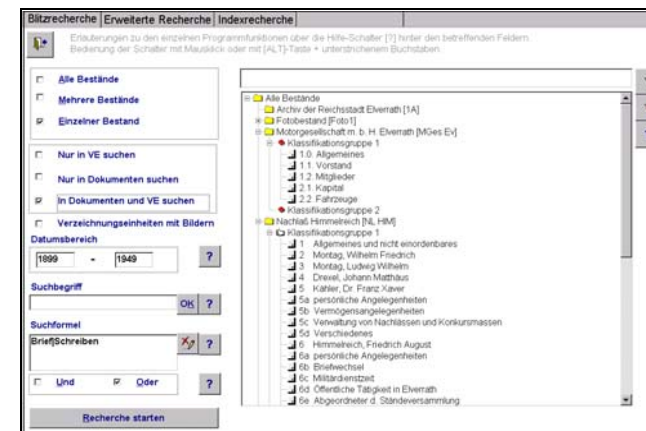 Blitzrecherche Erweiterte Recherche Indexrecherche
Erläuterungen zu den einzelnen Programmfunktionen über die Hilfe-Schalter [?] hinter den betreffenden Feldern.
Bedienung der Schalter mit Mausklick oder mit [ALT]-Taste + unterstrichenem Buchstaben.
Alle Bestände
Mehrere Bestände
Einzelner Bestand
Nur in VE suchen
Nur in Dokumenten suchen
In Dokumenten und VE suchen
Verzeichnungseinheiten mit Bildern
Datumsbereich
1899 - 1949 ?
Suchbegriff
OK ?
Suchformel
Brief|Schreiben ?
Und Oder ?
Recherche starten
Alle Bestände
Archiv der Reichsstadt Elverrath [1A]
Fotobestand [Foto1]
Motorgesellschaft m. b. H. Elverrath [MGes Ev]
Klassifikationsgruppe 1
1.0. Allgemeines
1.1. Vorstand
1.2. Mitglieder
2.1. Kapital
2.2. Fahrzeuge
Klassifikationsgruppe 2
Nachlaß Himmelreich [NL HIM]
Klassifikationsgruppe 1
1 Allgemeines und nicht einordenbares
2 Montag, Wilhelm Friedrich
3 Montag, Ludwig Wilhelm
4 Drexel, Johann Matthäus
5 Kähler, Dr. Franz Xaver
5a persönliche Angelegenheiten
5b Vermögensangelegenheiten
5c Verwaltung von Nachlässen und Konkursmassen
5d Verschiedenes
6 Himmelreich, Friedrich August
6a persönliche Angelegenheiten
6b Briefwechsel
6c Militärdienstzeit
6d Öffentliche Tätigkeit in Elverrath
6e Abgeordneter d. Ständeversammlung